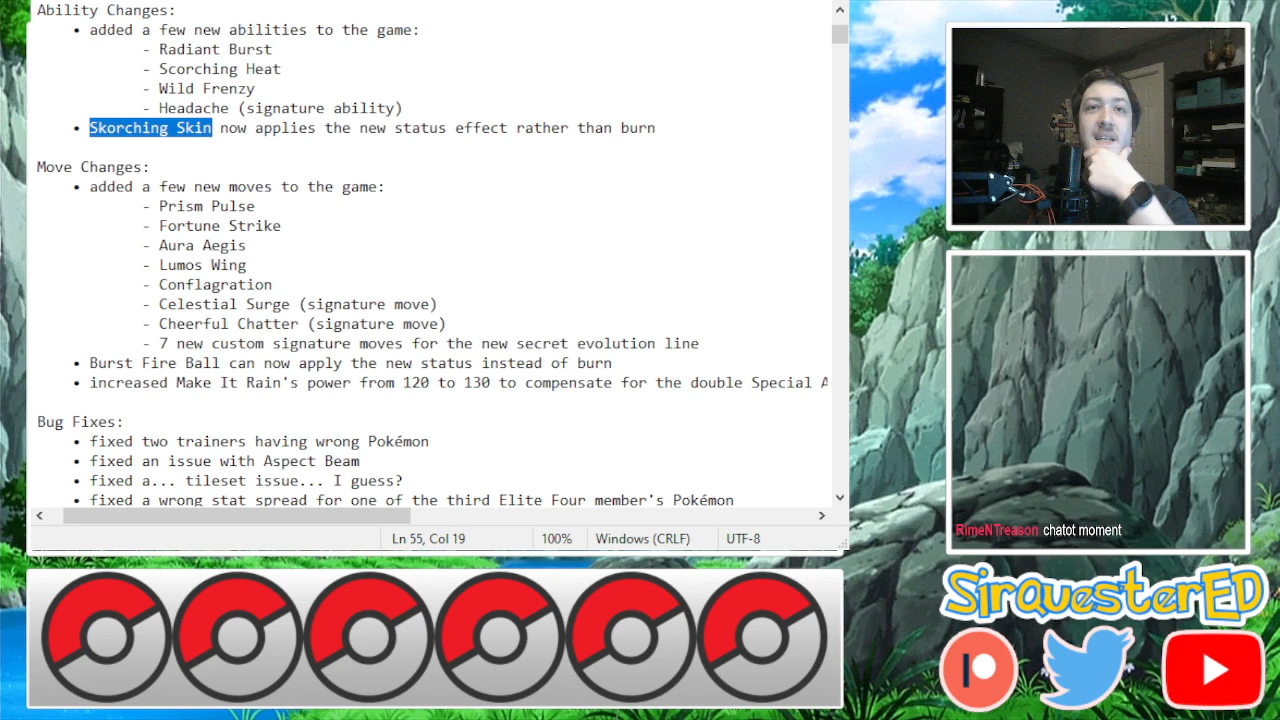 Ability Changes:
• added a few new abilities to the game:
- Radiant Burst
- Scorching Heat
- Wild Frenzy
- Headache (signature ability)
• Skorching Skin now applies the new status effect rather than burn
Move Changes:
• added a few new moves to the game:
- Prism Pulse
- Fortune Strike
- Aura Aegis
- Lumos Wing
- Conflagration
- Celestial Surge (signature move)
- Cheerful Chatter (signature move)
- 7 new custom signature moves for the new secret evolution line
• Burst Fire Ball can now apply the new status instead of burn
• increased Make It Rain's power from 120 to 130 to compensate for the double Special A
Bug Fixes:
• fixed two trainers having wrong Pokémon
• fixed an issue with Aspect Beam
• fixed a... tileset issue... I guess?
• fixed a wrong stat spread for one of the third Elite Four member's Pokémon
Ln 55, Col 19 100% Windows (CRLF) UTF-8
RimeNTreason chatot moment
SirQuesterED